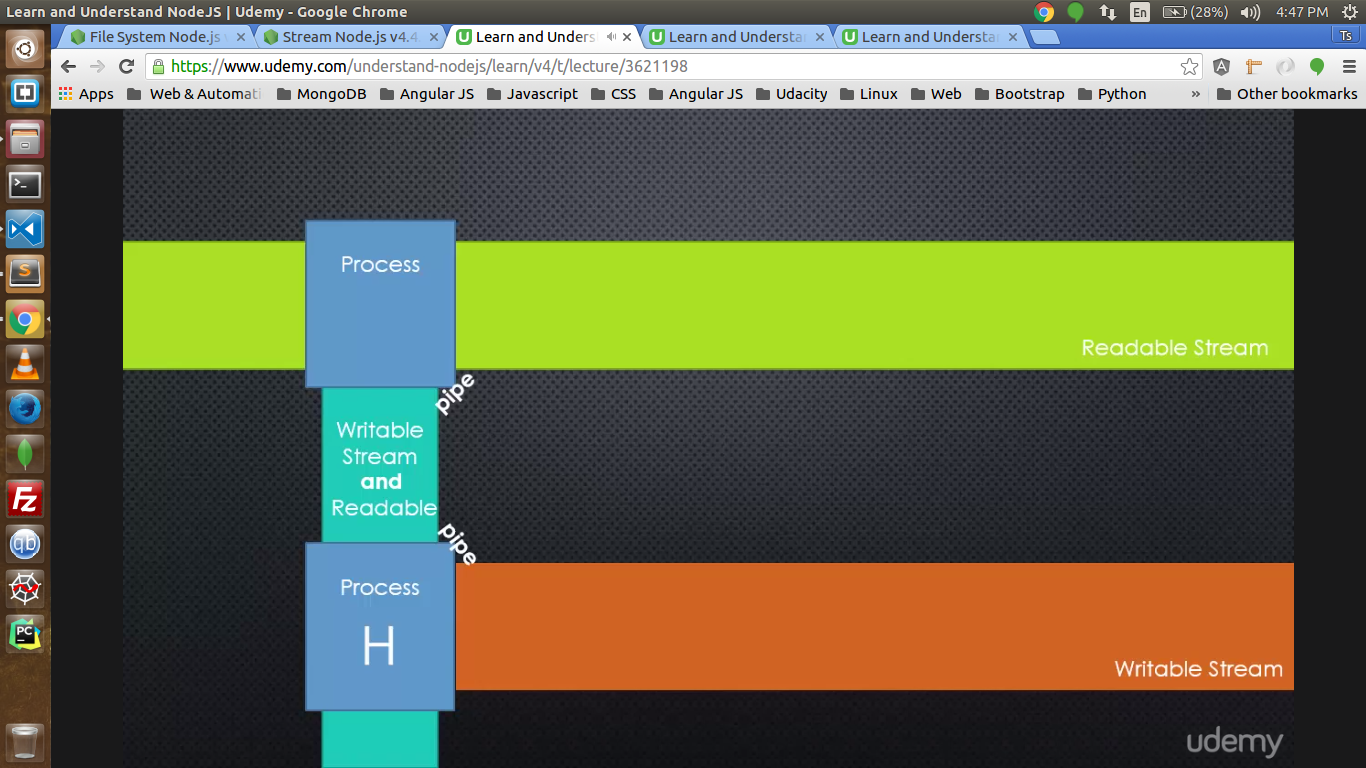 Learn and Understand NodeJS | Udemy - Google Chrome
En (28%) 4:47 PM
File System Node.js v
Stream Node.js v4.4.
Learn and Unders
Learn and Understa
Learn and Understa
Ts
https://www.udemy.com/understand-nodejs/learn/v4/t/lecture/3621198
Apps Web & Automati MongoDB Angular JS Javascript CSS Angular JS Udacity Linux Web Bootstrap Python » Other bookmarks
Process
Readable Stream
pipe
Writable
Stream
and
Readable
pipe
Process
H
Writable Stream
udemy
S
Fz
qb
PC